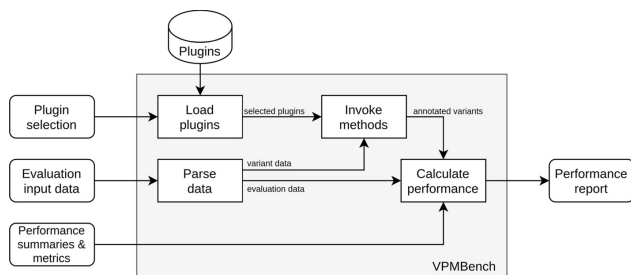 Plugins
Plugin
selection
Load
plugins
selected plugins
Invoke
methods
annotated variants
Evaluation
input data
Parse
data
variant data
evaluation data
Calculate
performance
Performance
report
Performance
summaries &
metrics
VPMBench